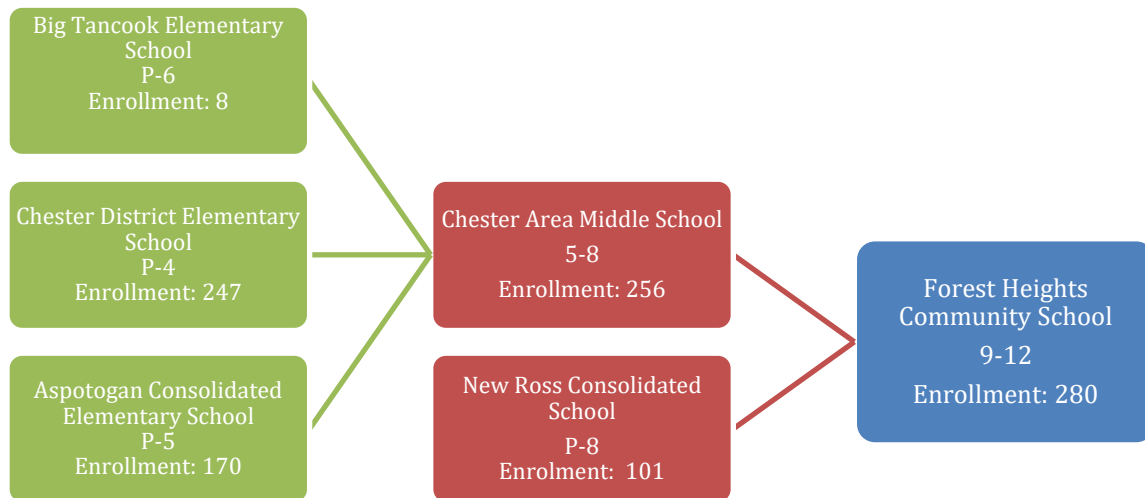 Big Tancook Elementary
School
P-6
Enrollment: 8
Chester District Elementary
School
P-4
Enrollment: 247
Aspotogan Consolidated
Elementary School
P-5
Enrollment: 170
Chester Area Middle School
5-8
Enrollment: 256
New Ross Consolidated
School
P-8
Enrolment: 101
Forest Heights
Community School
9-12
Enrollment: 280